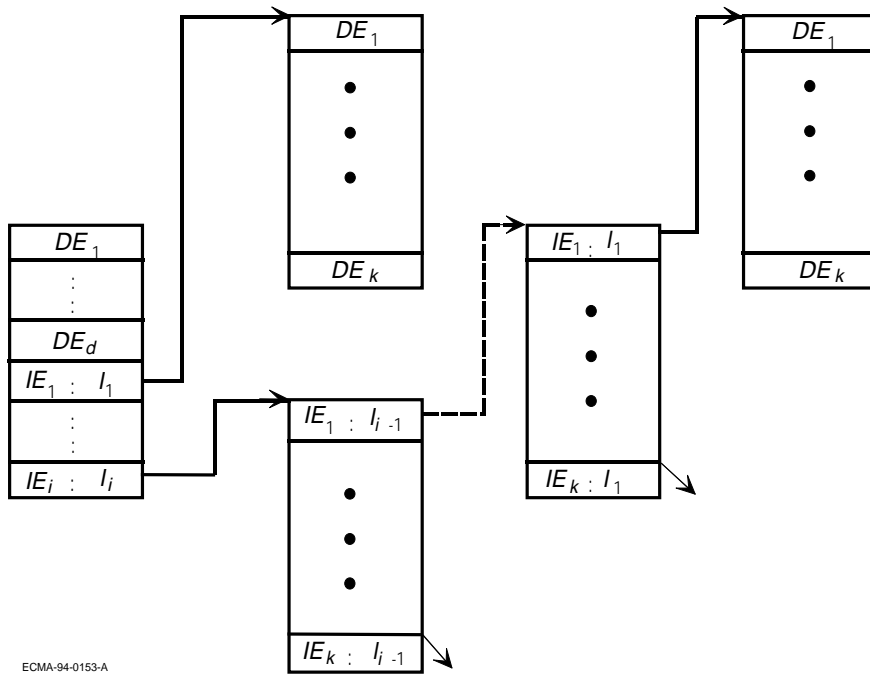 DE1
DEk
DE1
DEk
IE1 : I1
IEk : I1
DE1
:
:
DEd
IE1 : I1
:
:
IEi : Ii
IE1 : Ii-1
IEk : Ii-1
ECMA-94-0153-A